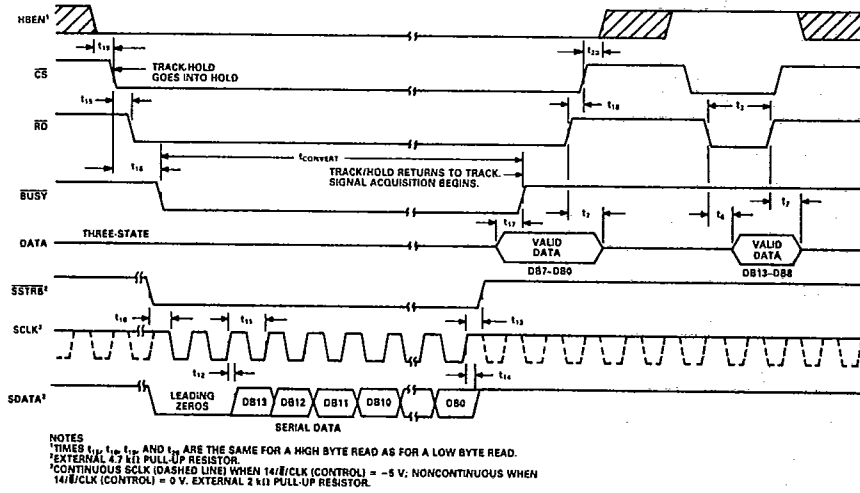 HBEN¹
t19
t20
CS
TRACK/HOLD
GOES INTO HOLD
t15
t18
t3
RD
t16
tCONVERT
TRACK/HOLD RETURNS TO TRACK.
SIGNAL ACQUISITION BEGINS.
BUSY
t17
t7
t6
t7
DATA
THREE-STATE
VALID
DATA
DB7–DB0
VALID
DATA
DB13–DB8
SSTRB²
t10
t11
t13
SCLK³
t12
t14
SDATA²
LEADING
ZEROS
DB13
DB12
DB11
DB10
DB0
SERIAL DATA
NOTES
¹TIMES t15, t18, t19, AND t20 ARE THE SAME FOR A HIGH BYTE READ AS FOR A LOW BYTE READ.
²EXTERNAL 4.7 kΩ PULL-UP RESISTOR.
³CONTINUOUS SCLK (DASHED LINE) WHEN 14/8/CLK (CONTROL) = –5 V; NONCONTINUOUS WHEN
14/8/CLK (CONTROL) = 0 V. EXTERNAL 2 kΩ PULL-UP RESISTOR.